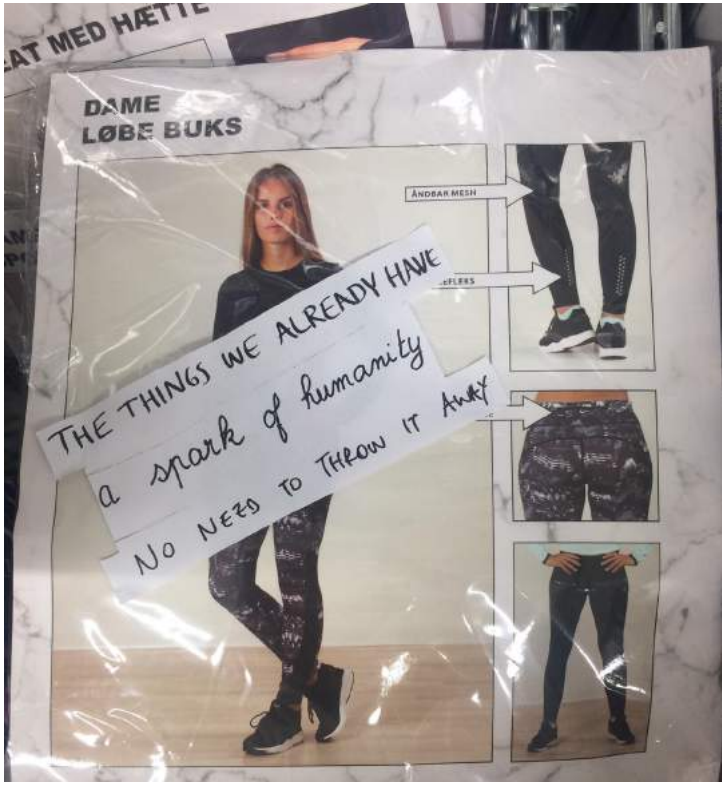 EAT MED HÆTTE
DAME
LØBE BUKS
ÅNDBAR MESH
EFLEKS
THE THINGS WE ALREADY HAVE
a spark of humanity
NO NEED TO THROW IT AWAY